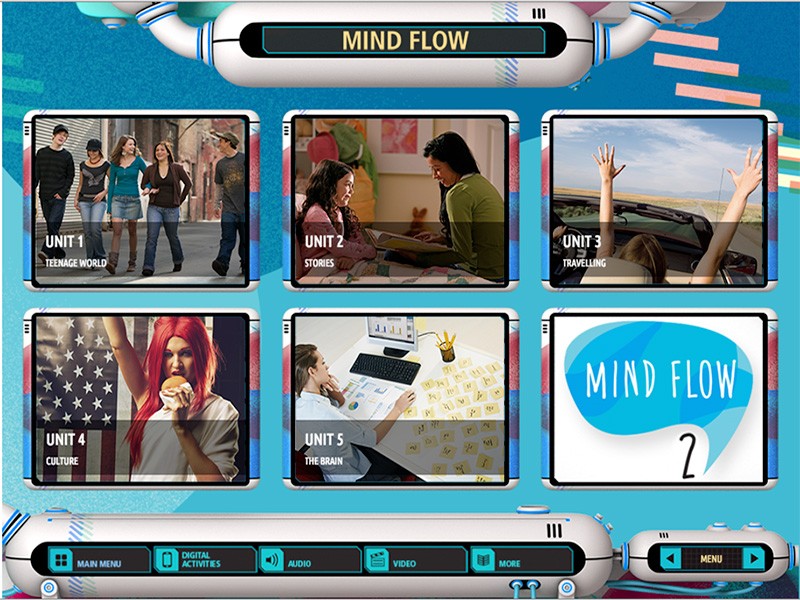 MIND FLOW
UNIT 1
TEENAGE WORLD
UNIT 2
STORIES
UNIT 3
TRAVELLING
UNIT 4
CULTURE
UNIT 5
THE BRAIN
MIND FLOW
2
MAIN MENU
DIGITAL
ACTIVITIES
AUDIO
VIDEO
MORE
MENU